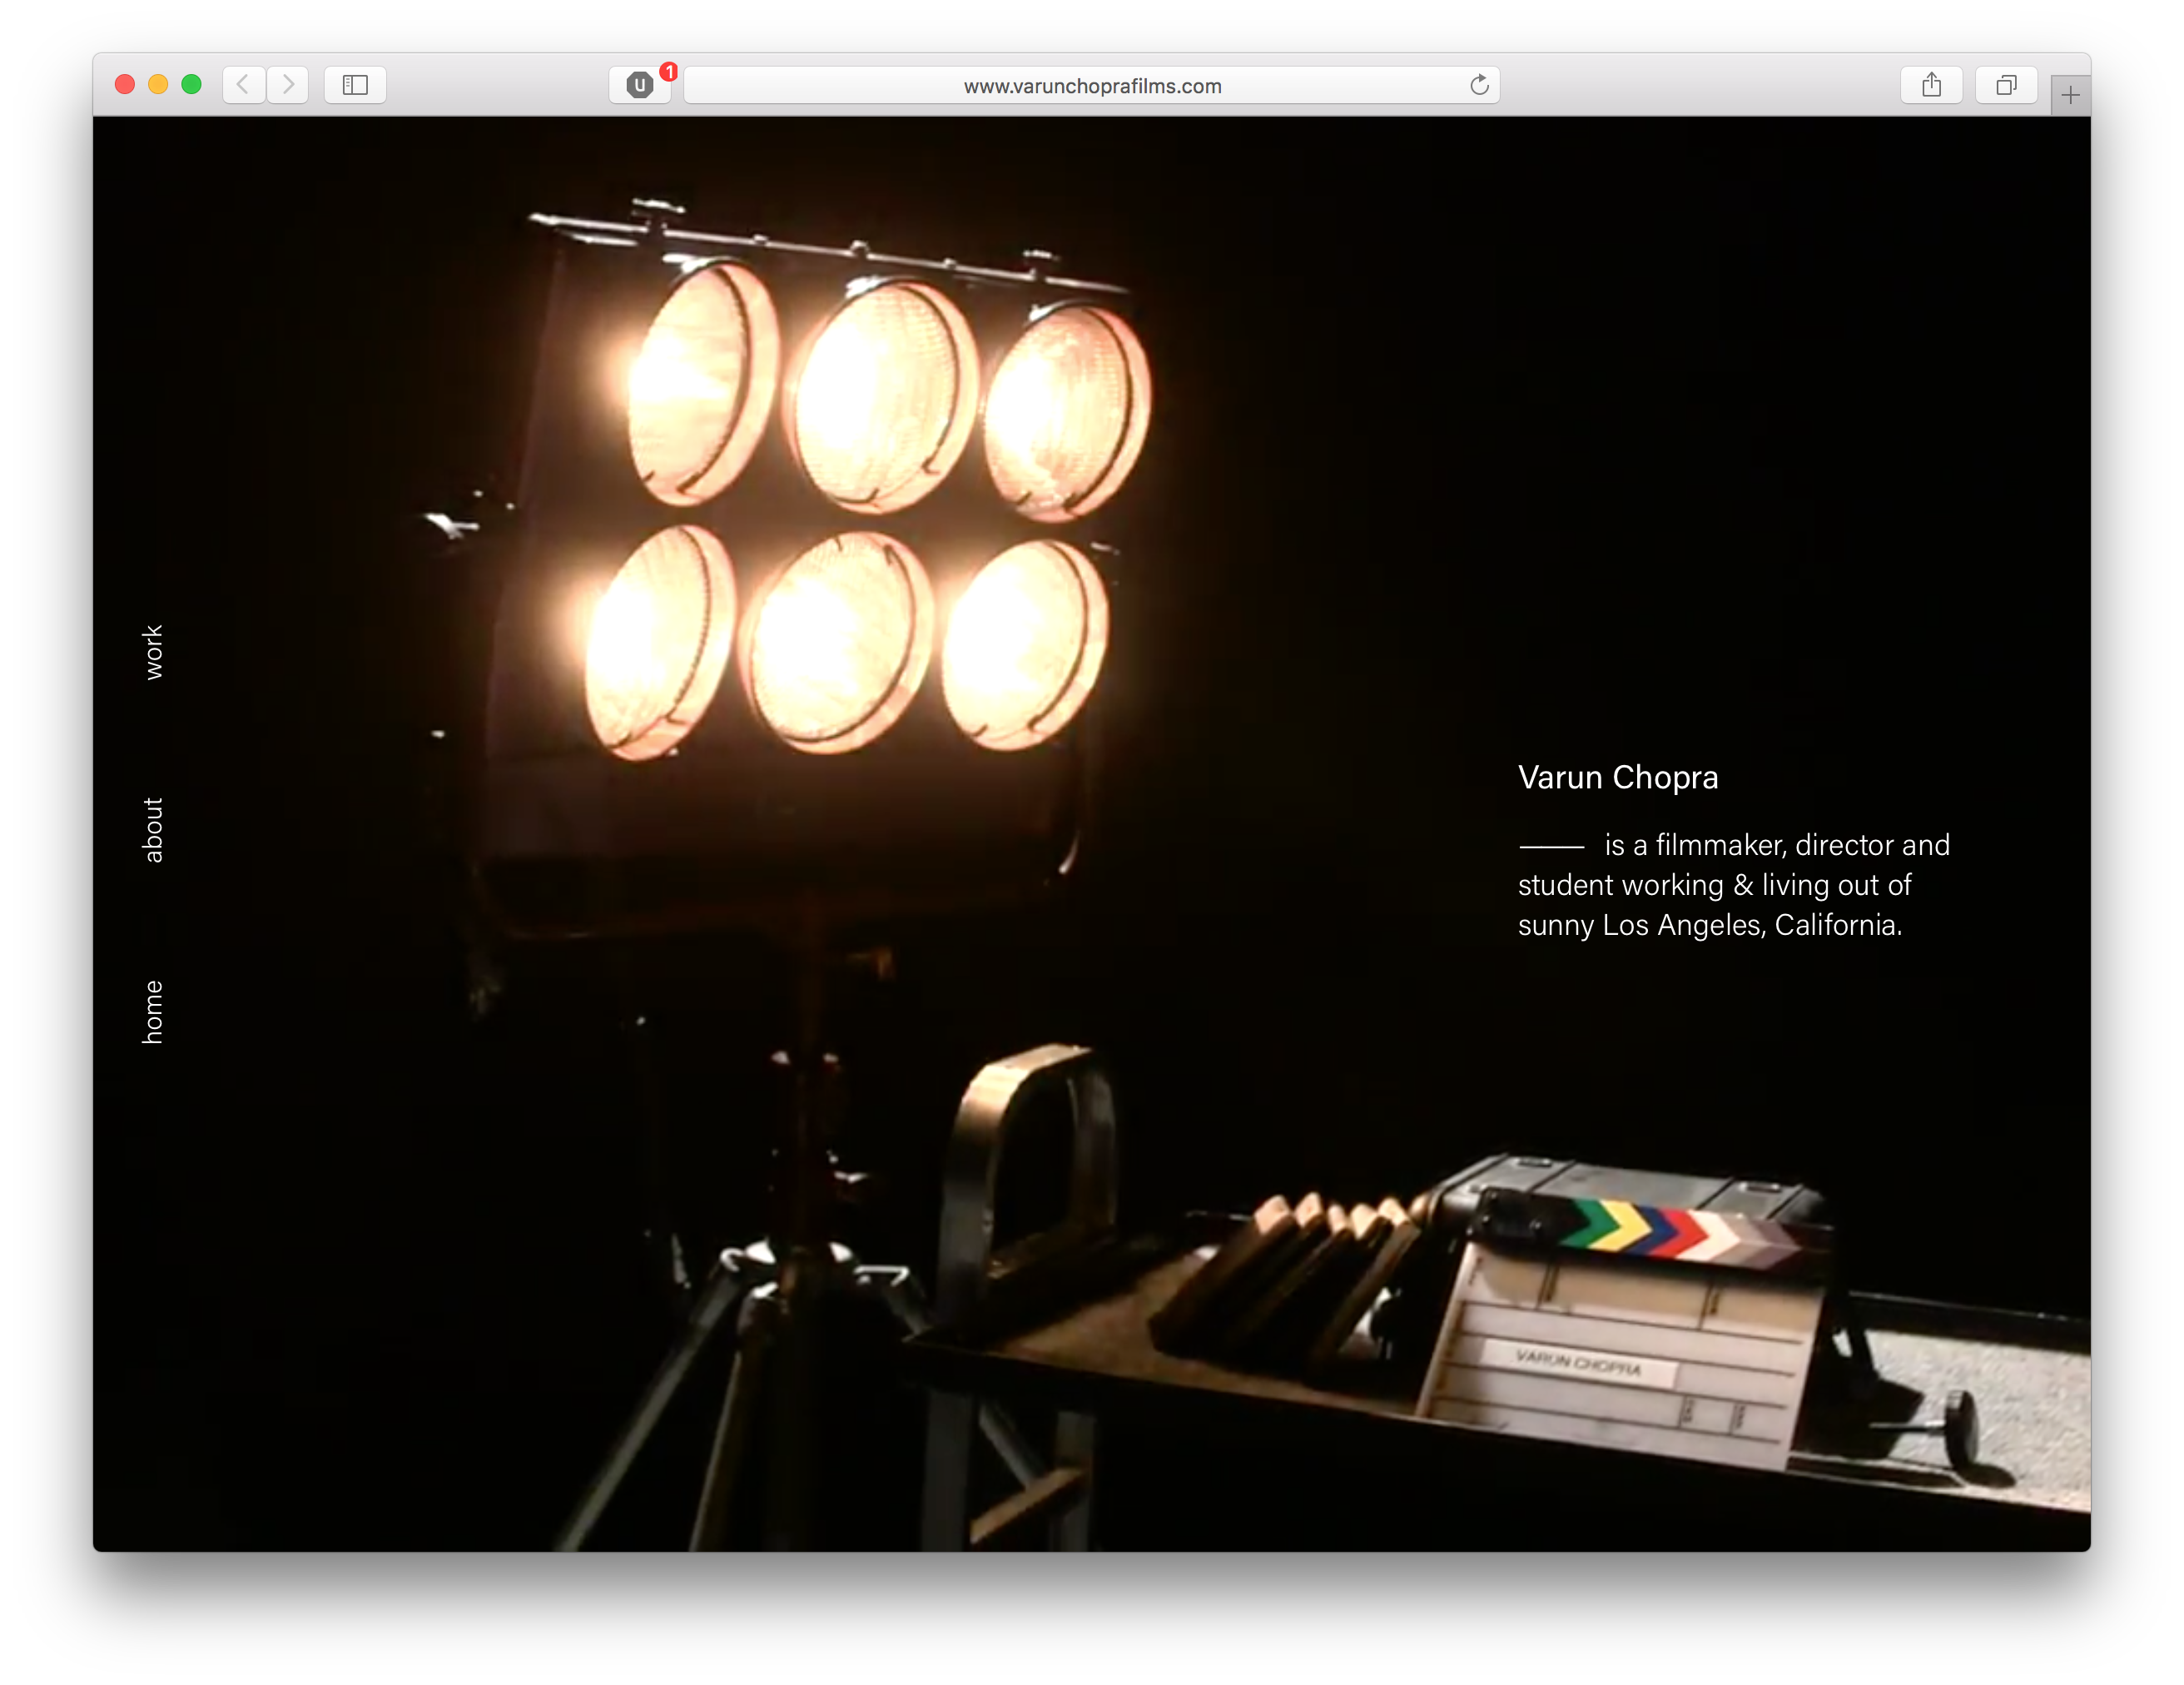 U
1
www.varunchoprafilms.com
work
about
home
Varun Chopra
—— is a filmmaker, director and
student working & living out of
sunny Los Angeles, California.
VARUN CHOPRA